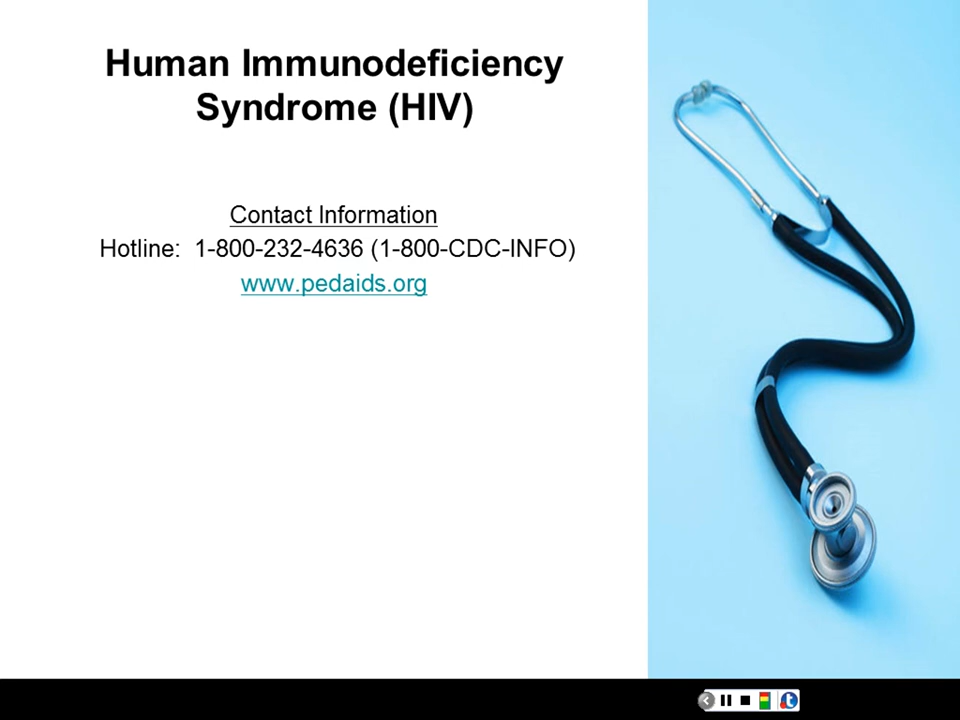 Human Immunodeficiency
Syndrome (HIV)
Contact Information
Hotline:  1-800-232-4636 (1-800-CDC-INFO)
www.pedaids.org